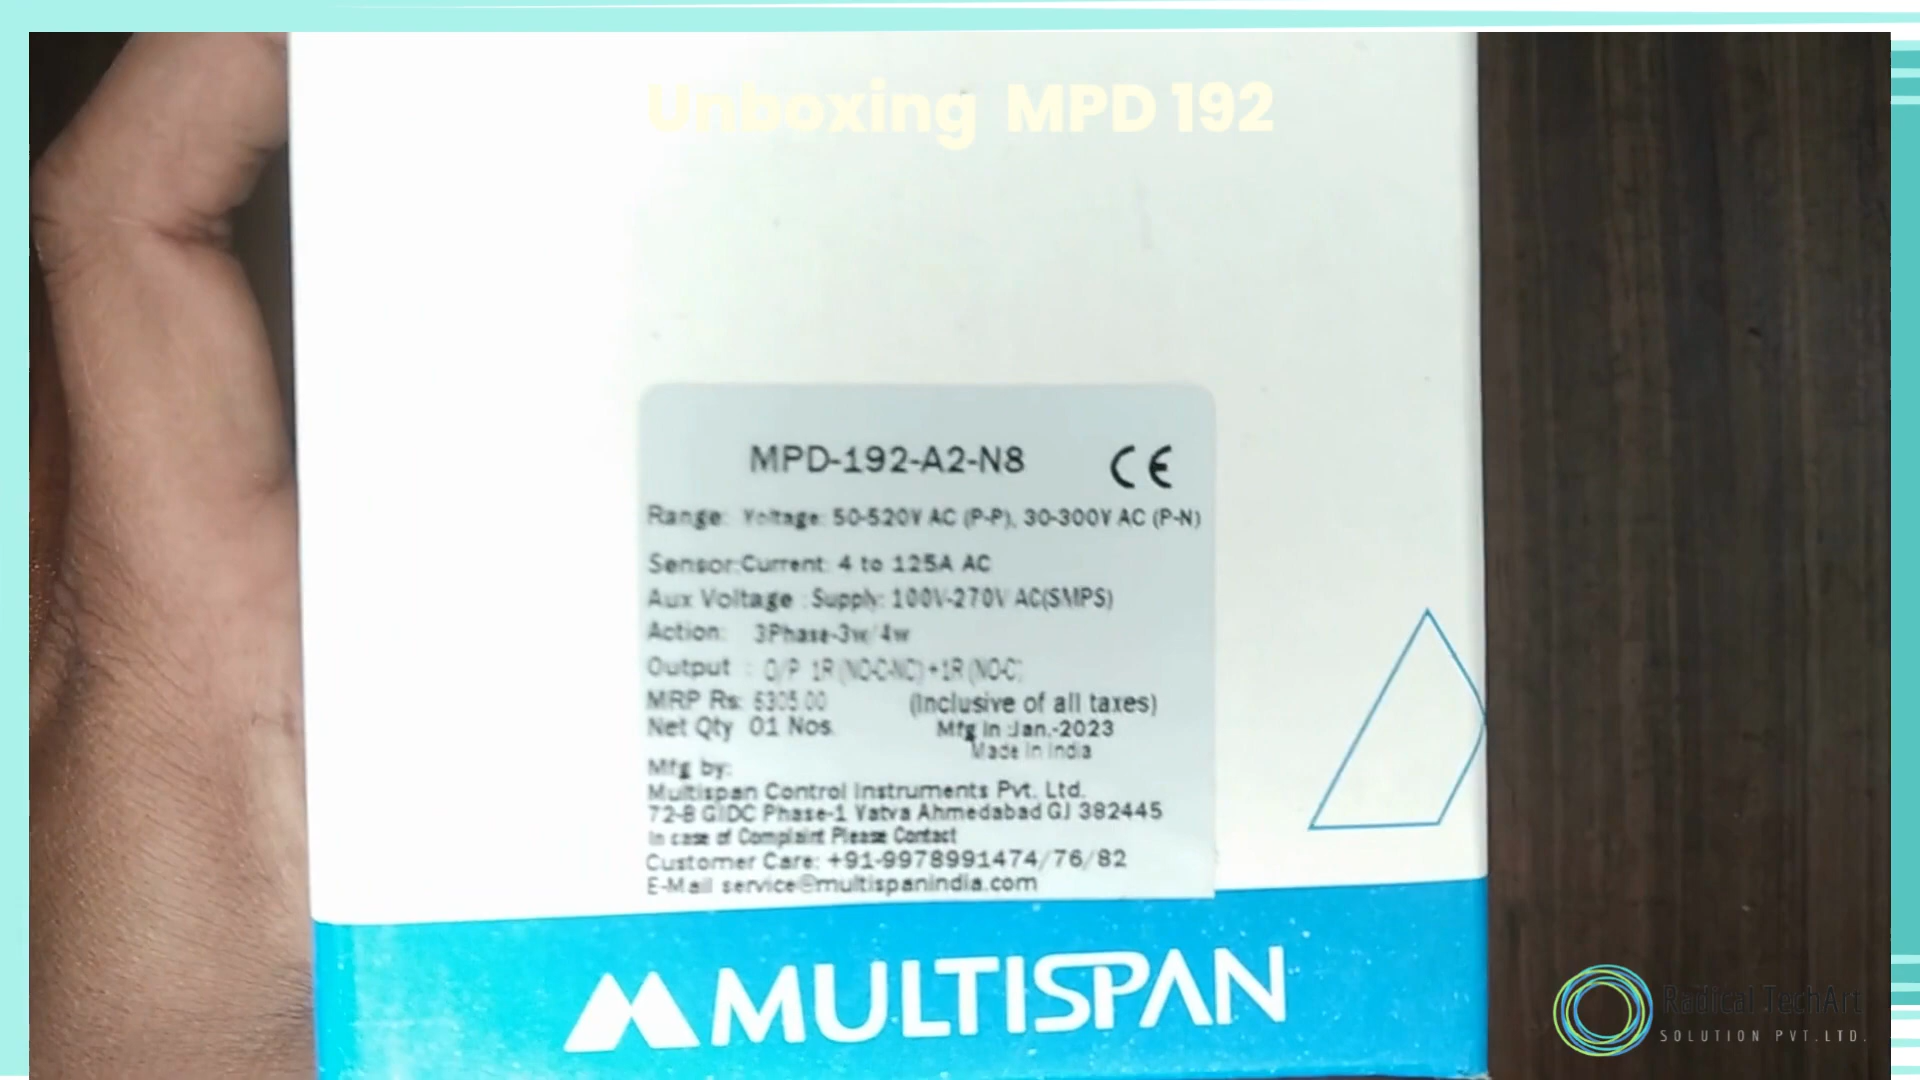 Unboxing MPD 192
MPD-192-A2-N8 CE
Range: Voltage: 50-520V AC (P-P), 30-300V AC (P-N)
Sensor:Current: 4 to 125A AC
Aux Voltage : Supply: 100V-270V AC(SMPS)
Action: 3Phase-3w/4w
Output : O/P 1R (NO-C-NC) +1R (NO-C)
MRP Rs: (Inclusive of all taxes)
Net Qty 01 Nos. Mfg in :Jan.-2023
Made in India
Mfg by:
Multispan Control Instruments Pvt. Ltd.
72-B GIDC Phase-1 Vatva Ahmedabad GJ 382445
In case of Complaint Please Contact
Customer Care: +91-9978991474/76/82
E-Mail service@multispanindia.com
MULTISPAN
Radical TechArt
SOLUTION PVT.LTD.